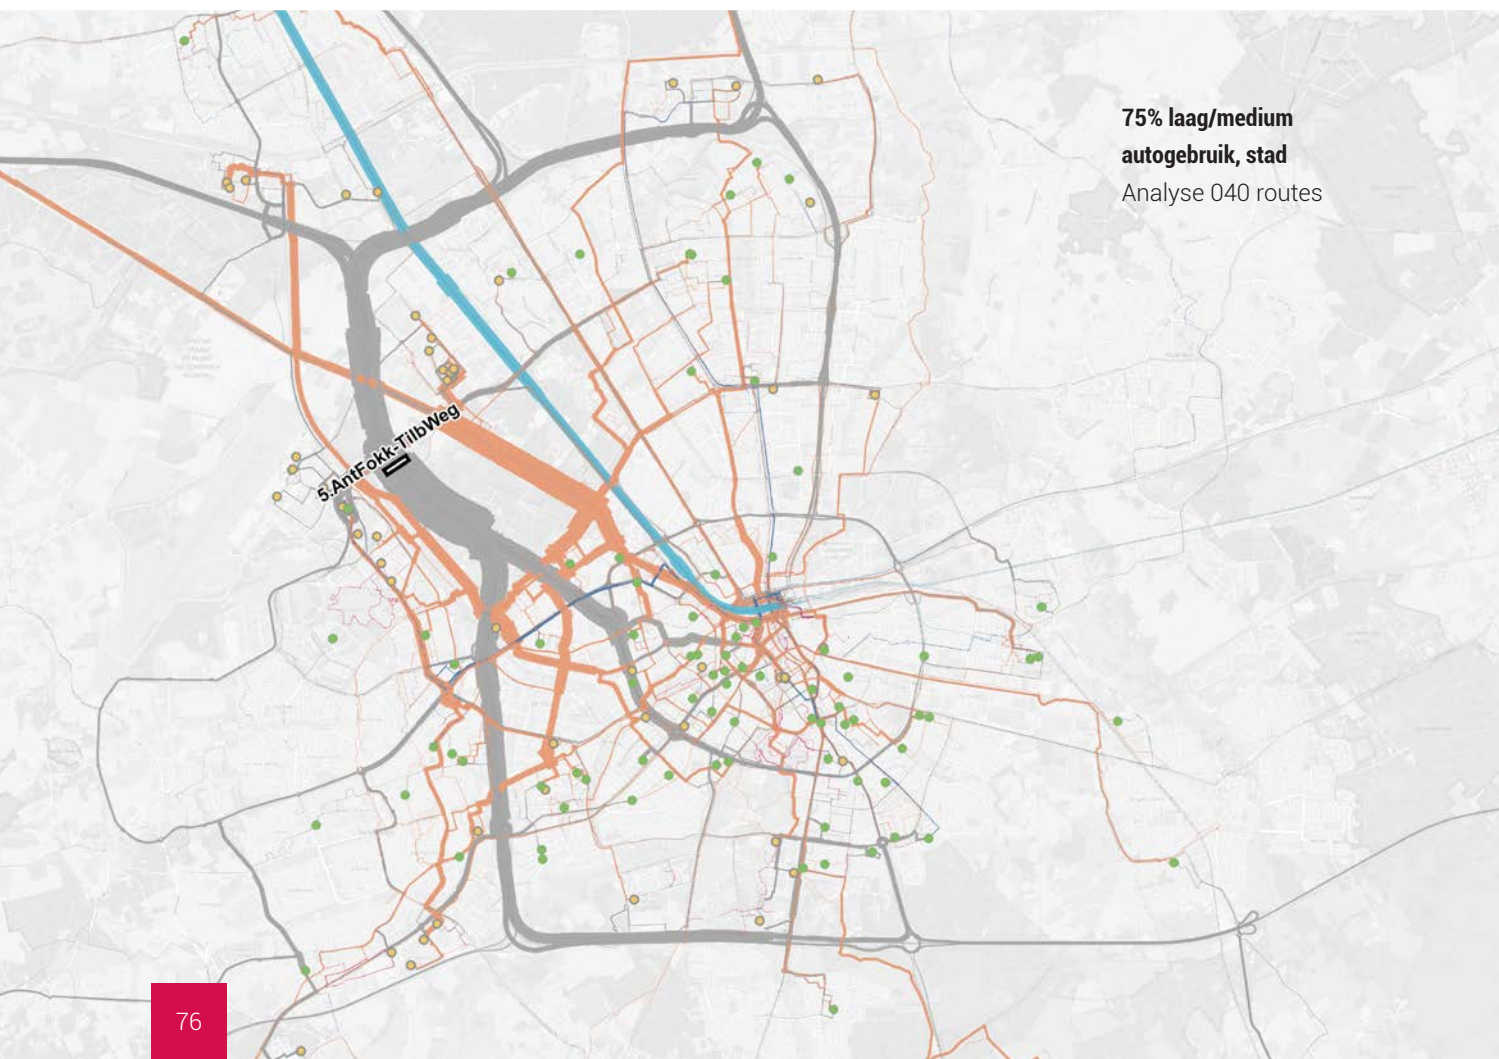 75% laag/medium
autogebruik, stad
Analyse 040 routes
5.AntFokk-TilbWeg
76